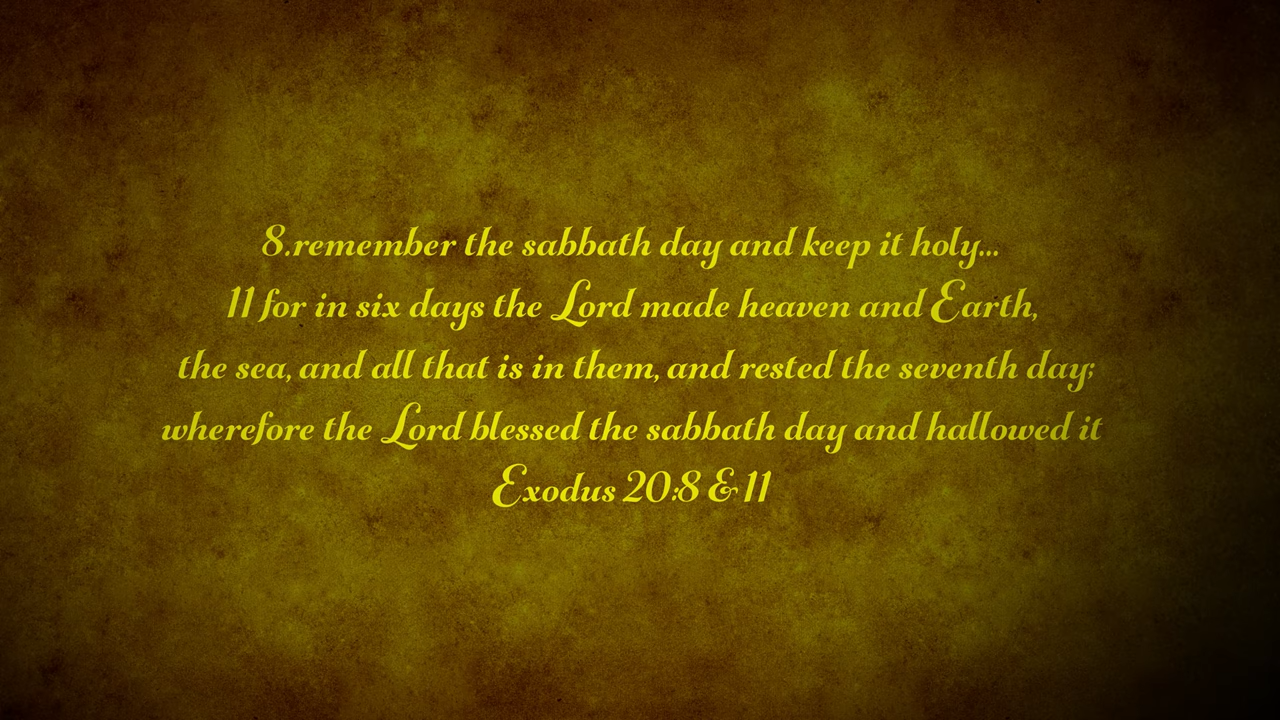 8.remember the sabbath day and keep it holy...
11 for in six days the Lord made heaven and Earth,
the sea, and all that is in them, and rested the seventh day;
wherefore the Lord blessed the sabbath day and hallowed it
Exodus 20:8 & 11